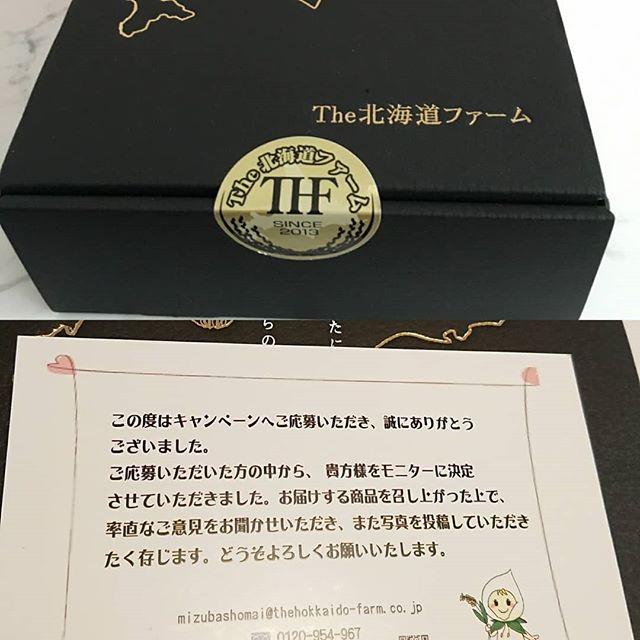 The北海道ファーム
The 北海道ファーム
THF
SINCE
2013
たに
らの
この度はキャンペーンへご応募いただき、誠にありがとう
ございました。
ご応募いただいた方の中から、貴方様をモニターに決定
させていただきました。お届けする商品を召し上がった上で、
率直なご意見をお聞かせいただき、また写真を投稿していただき
たく存じます。どうぞよろしくお願いいたします。
mizubashomai@thehokkaido-farm.co.jp
0120-954-967